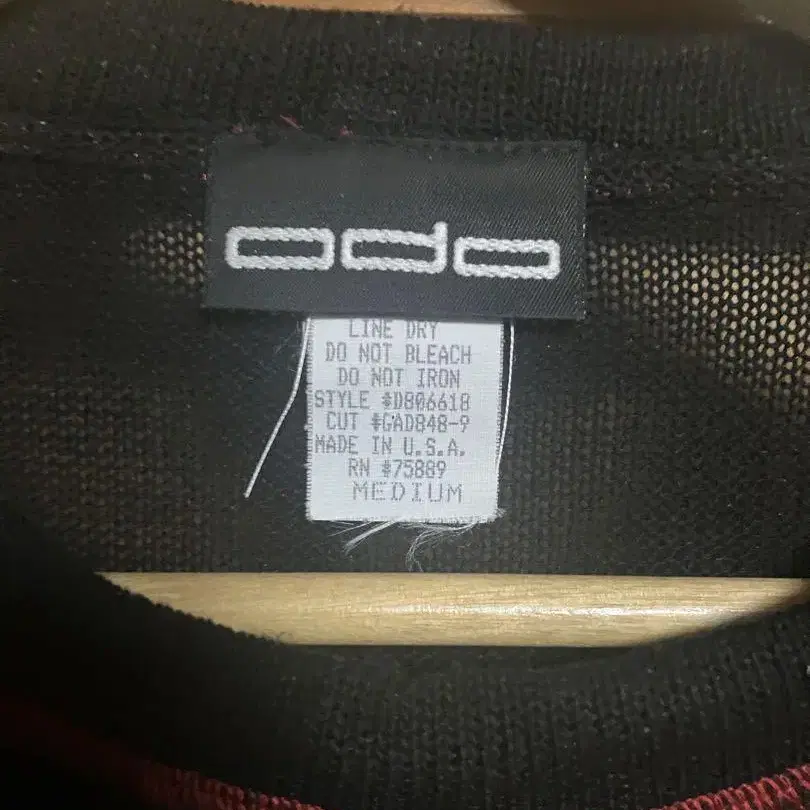 odo
LINE DRY
DO NOT BLEACH
DO NOT IRON
STYLE #D806618
CUT #GAD848-9
MADE IN U.S.A.
RN #75889
MEDIUM